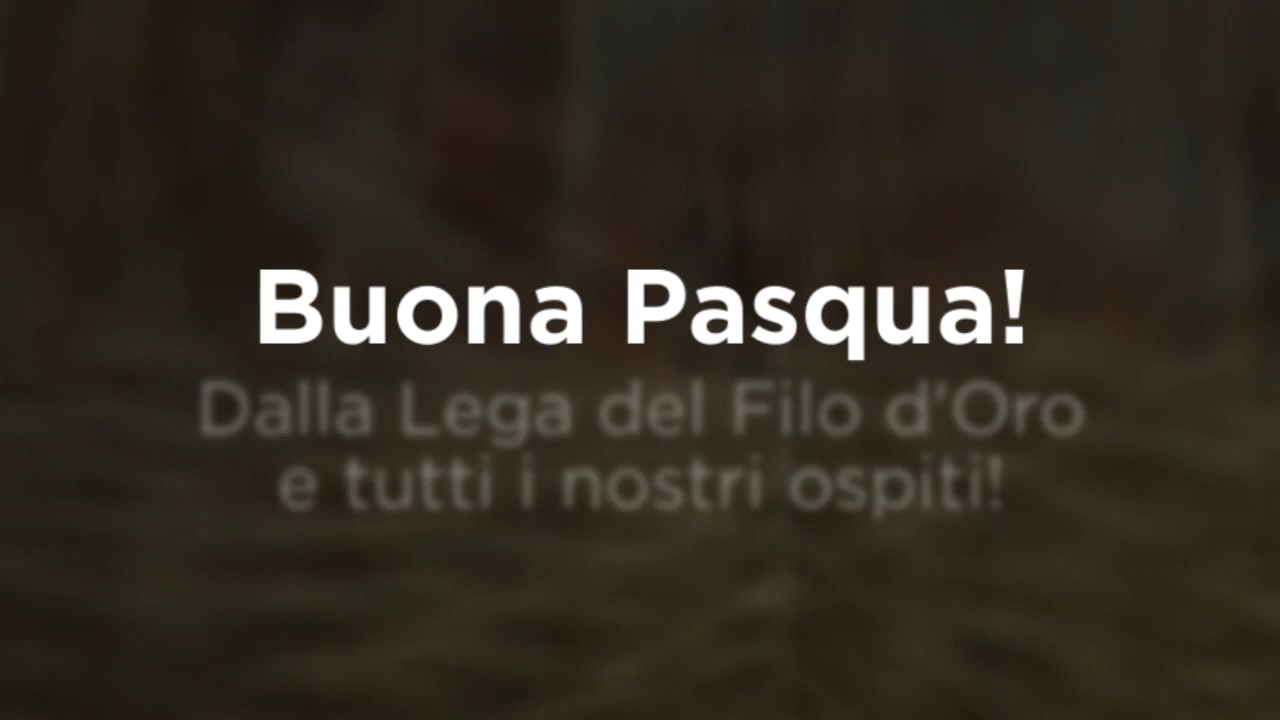 Buona Pasqua!
Dalla Lega del Filo d'Oro
e tutti i nostri ospiti!